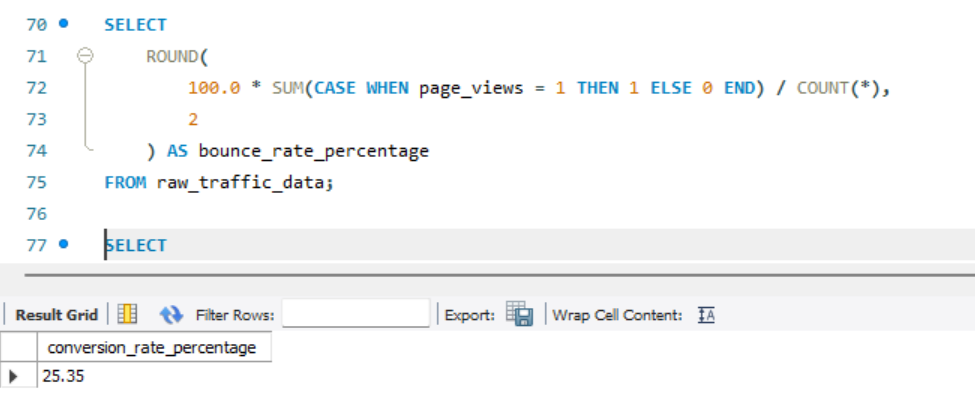 70 SELECT
71 ROUND(
72 100.0 * SUM(CASE WHEN page_views = 1 THEN 1 ELSE 0 END) / COUNT(*),
73 2
74 ) AS bounce_rate_percentage
75 FROM raw_traffic_data;
76
77 SELECT
Result Grid Filter Rows: Export: Wrap Cell Content: IA
conversion_rate_percentage
25.35